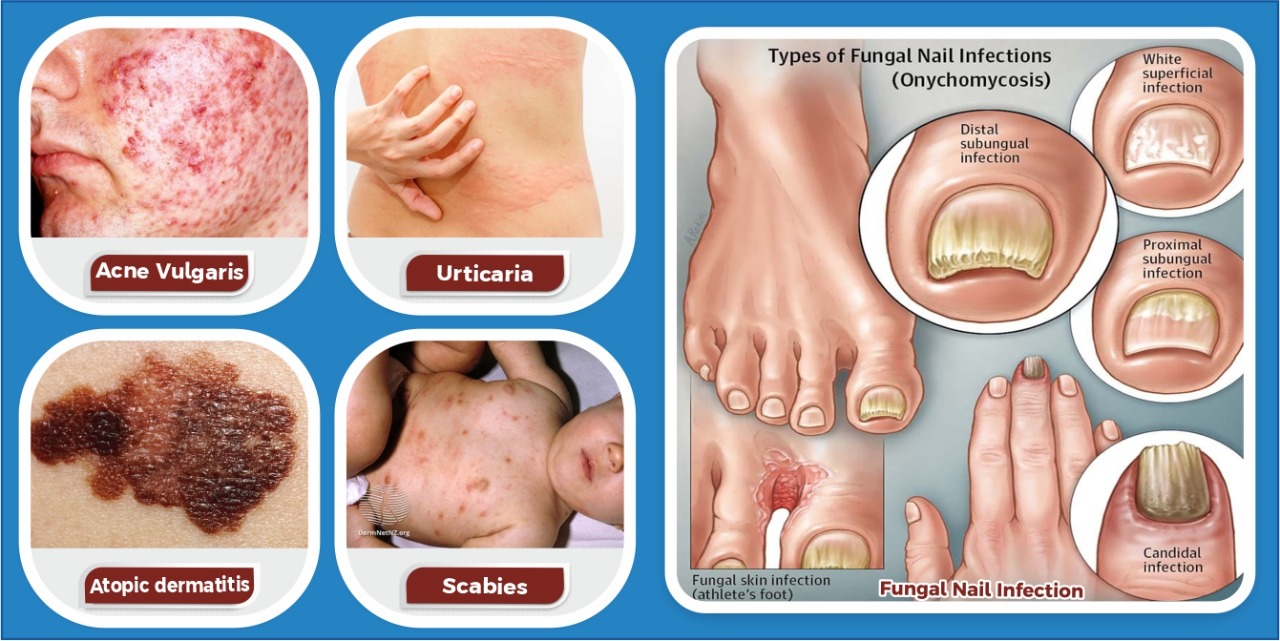 Acne Vulgaris
Urticaria
Atopic dermatitis
DermNetNZ.org
Scabies
Types of Fungal Nail Infections
(Onychomycosis)
White
superficial
infection
Distal
subungual
infection
Proximal
subungual
infection
Candidal
infection
Fungal skin infection
(athlete's foot)
Fungal Nail Infection